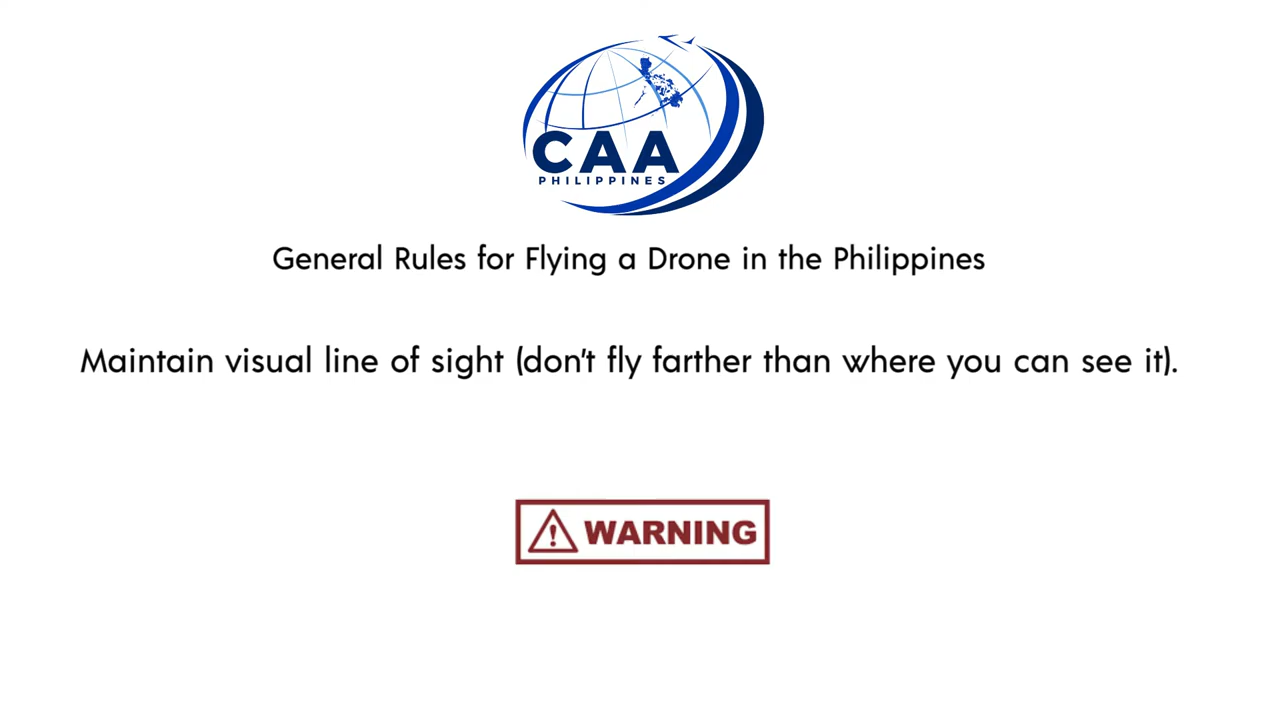 CAA
PHILIPPINES
General Rules for Flying a Drone in the Philippines
Maintain visual line of sight (don't fly farther than where you can see it).
WARNING